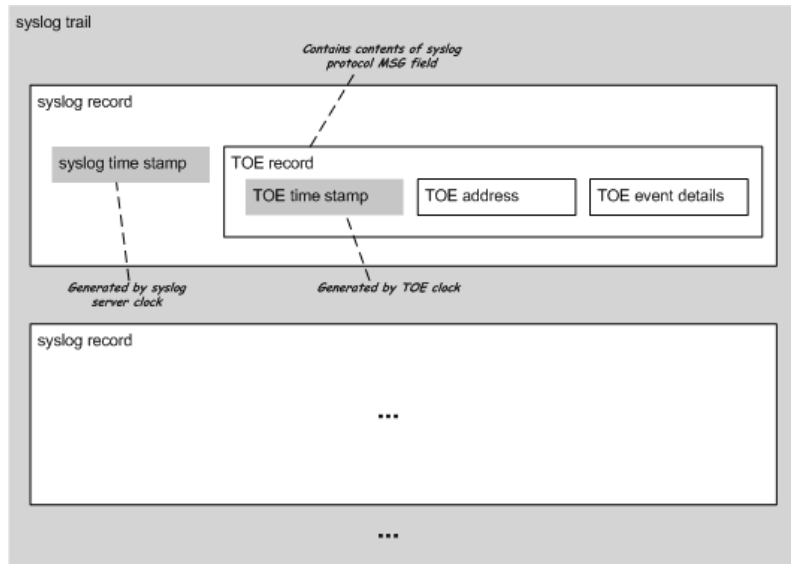 syslog trail
Contains contents of syslog
protocol MSG field
syslog record
syslog time stamp
TOE record
TOE time stamp
TOE address
TOE event details
Generated by syslog
server clock
Generated by TOE clock
syslog record
...
...